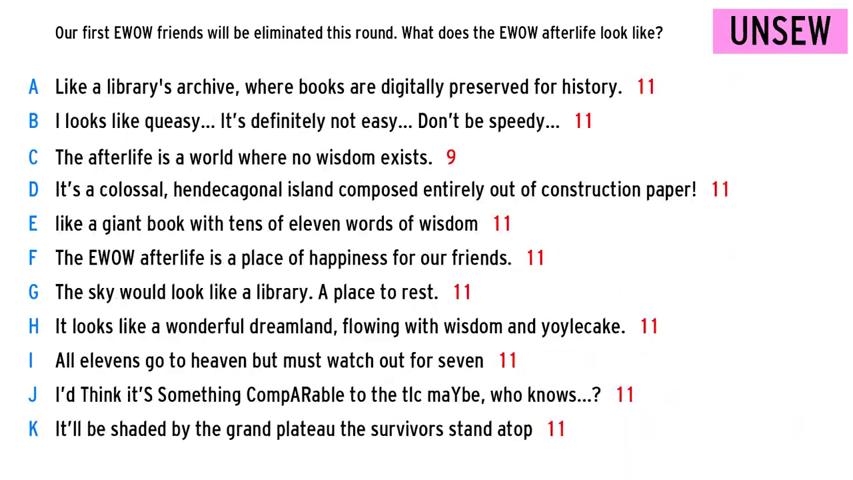 Our first EWOW friends will be eliminated this round. What does the EWOW afterlife look like?
UNSEW
A Like a library's archive, where books are digitally preserved for history. 11
B I looks like queasy... It's definitely not easy... Don't be speedy... 11
C The afterlife is a world where no wisdom exists. 9
D It's a colossal, hendecagonal island composed entirely out of construction paper! 11
E like a giant book with tens of eleven words of wisdom 11
F The EWOW afterlife is a place of happiness for our friends. 11
G The sky would look like a library. A place to rest. 11
H It looks like a wonderful dreamland, flowing with wisdom and yoylecake. 11
I All elevens go to heaven but must watch out for seven 11
J I'd Think it'S Something CompARable to the tlc maYbe, who knows...? 11
K It'll be shaded by the grand plateau the survivors stand atop 11